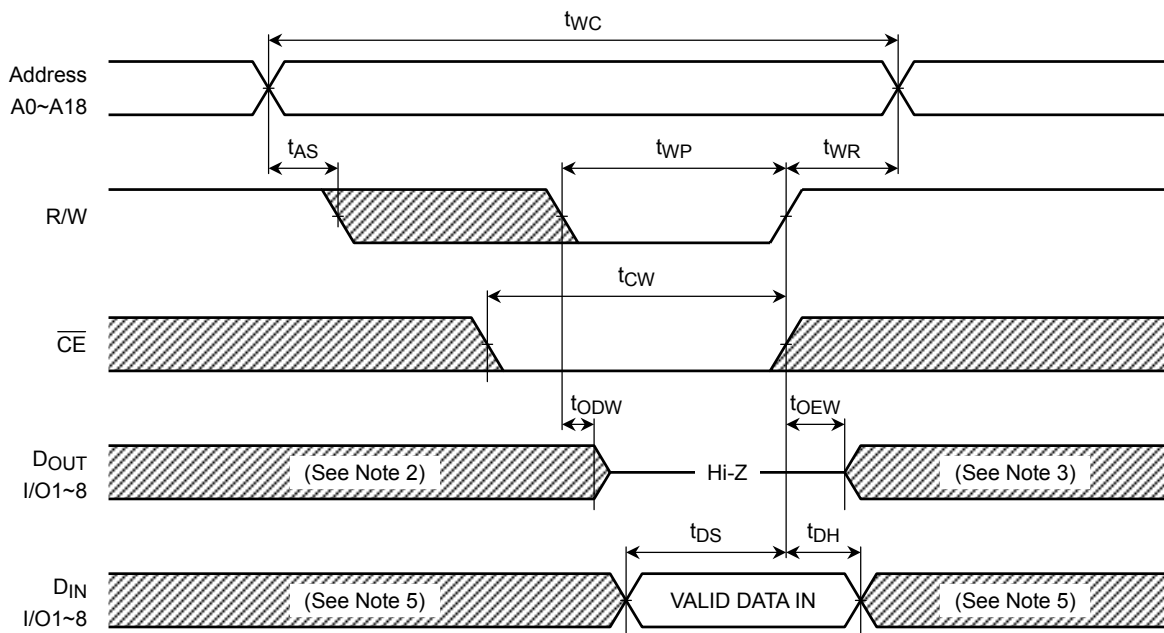 tWC
Address
A0~A18
tAS
tWP
tWR
R/W
tCW
CE
tODW
tOEW
DOUT
I/O1~8
(See Note 2)
Hi-Z
(See Note 3)
tDS
tDH
DIN
I/O1~8
(See Note 5)
VALID DATA IN
(See Note 5)